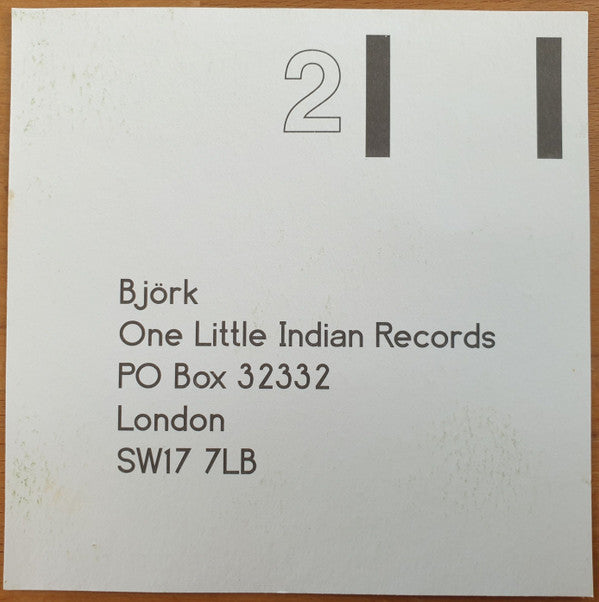 2
Björk
One Little Indian Records
PO Box 32332
London
SW17 7LB